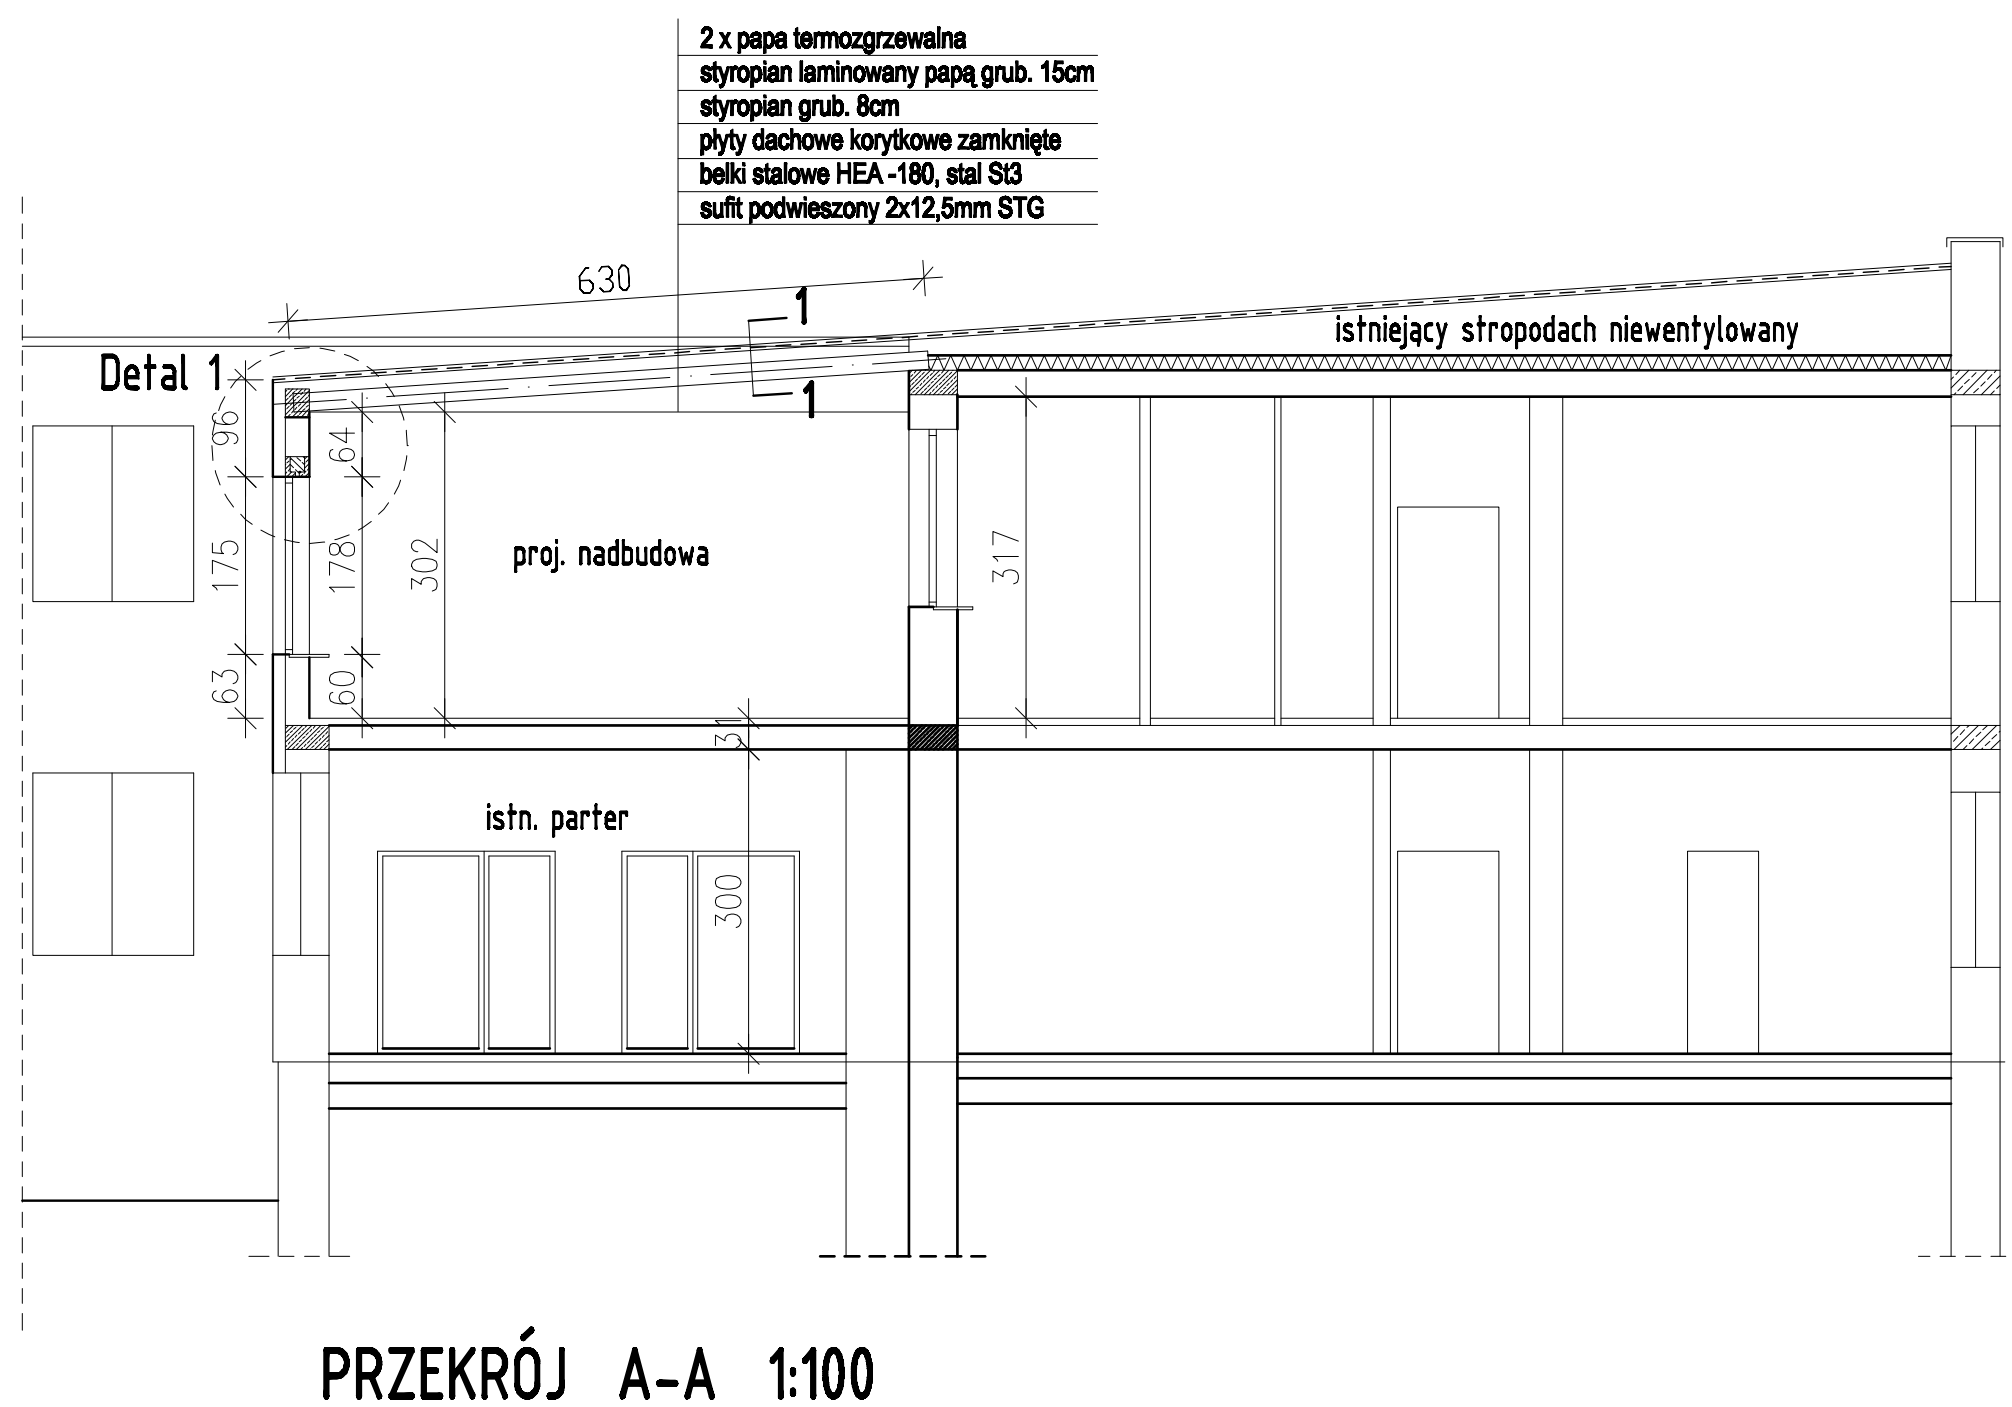 2 x papa termozgrzewalna
styropian laminowany papą grub. 15cm
styropian grub. 8cm
płyty dachowe korytkowe zamknięte
belki stalowe HEA -180, stal St3
sufit podwieszony 2x12,5mm STG
630
1
istniejący stropodach niewentylowany
Detal 1
1
96
64
175
178
302
proj. nadbudowa
317
63
60
31
istn. parter
300
PRZEKRÓJ A-A 1:100